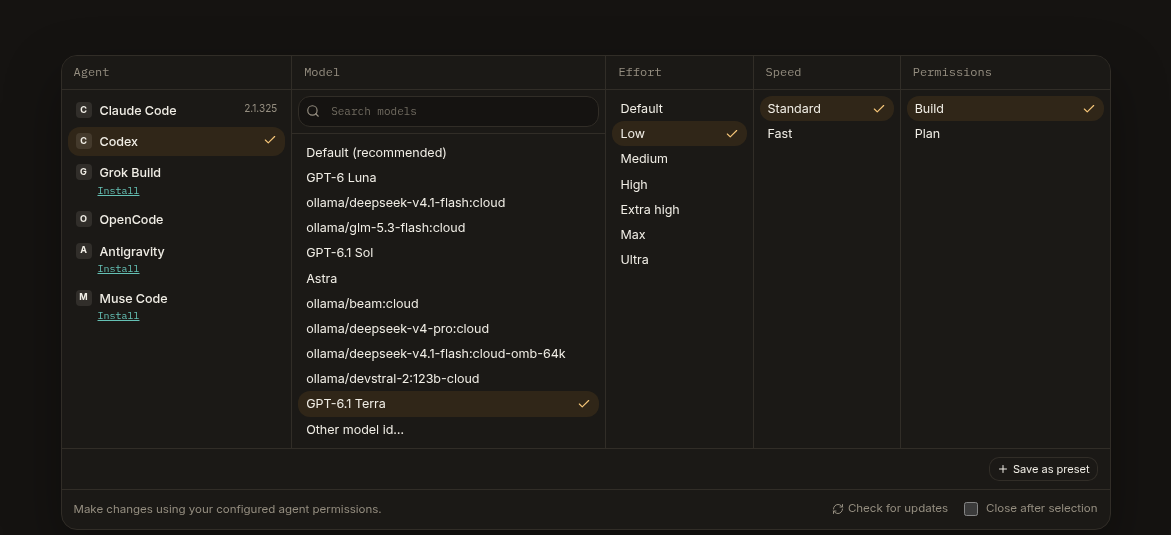 Agent
Model
Effort
Speed
Permissions
C Claude Code 2.1.325
C Codex
G Grok Build
Install
O OpenCode
A Antigravity
Install
M Muse Code
Install
Search models
Default (recommended)
GPT-6 Luna
ollama/deepseek-v4.1-flash:cloud
ollama/glm-5.3-flash:cloud
GPT-6.1 Sol
Astra
ollama/beam:cloud
ollama/deepseek-v4-pro:cloud
ollama/deepseek-v4.1-flash:cloud-omb-64k
ollama/devstral-2:123b-cloud
GPT-6.1 Terra
Other model id...
Default
Low
Medium
High
Extra high
Max
Ultra
Standard
Fast
Build
Plan
+ Save as preset
Make changes using your configured agent permissions.
Check for updates
Close after selection